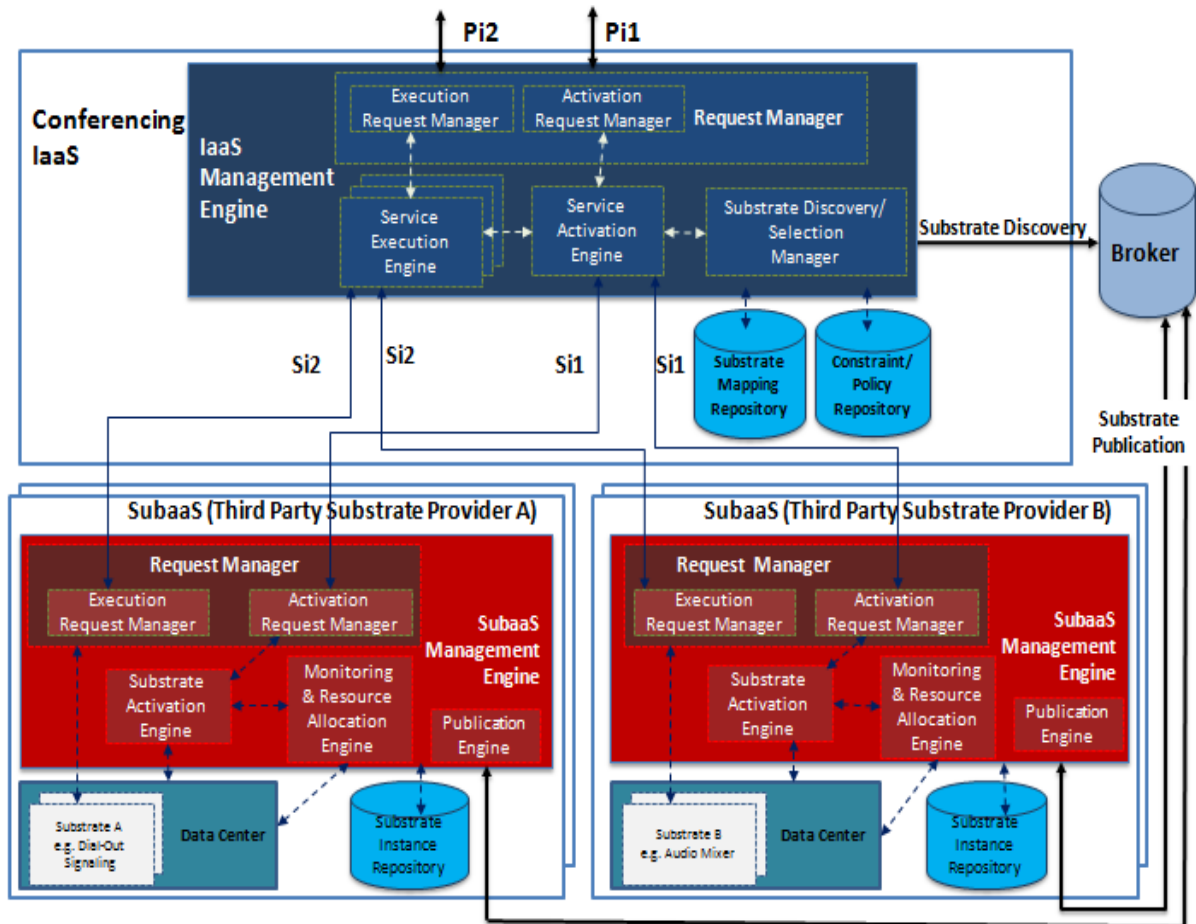 Pi2
Pi1
Conferencing
IaaS
IaaS
Management
Engine
Execution
Request Manager
Activation
Request Manager
Request Manager
Service
Execution
Engine
Service
Activation
Engine
Substrate Discovery/
Selection
Manager
Substrate Discovery
Broker
Si2
Si2
Si1
Si1
Substrate
Mapping
Repository
Constraint/
Policy
Repository
Substrate
Publication
SubaaS (Third Party Substrate Provider A)
Request Manager
Execution
Request Manager
Activation
Request Manager
SubaaS
Management
Engine
Substrate
Activation
Engine
Monitoring
& Resource
Allocation
Engine
Publication
Engine
Substrate A
e.g. Dial-Out
Signaling
Data Center
Substrate
Instance
Repository
SubaaS (Third Party Substrate Provider B)
Request Manager
Execution
Request Manager
Activation
Request Manager
SubaaS
Management
Engine
Substrate
Activation
Engine
Monitoring
& Resource
Allocation
Engine
Publication
Engine
Substrate B
e.g. Audio Mixer
Data Center
Substrate
Instance
Repository